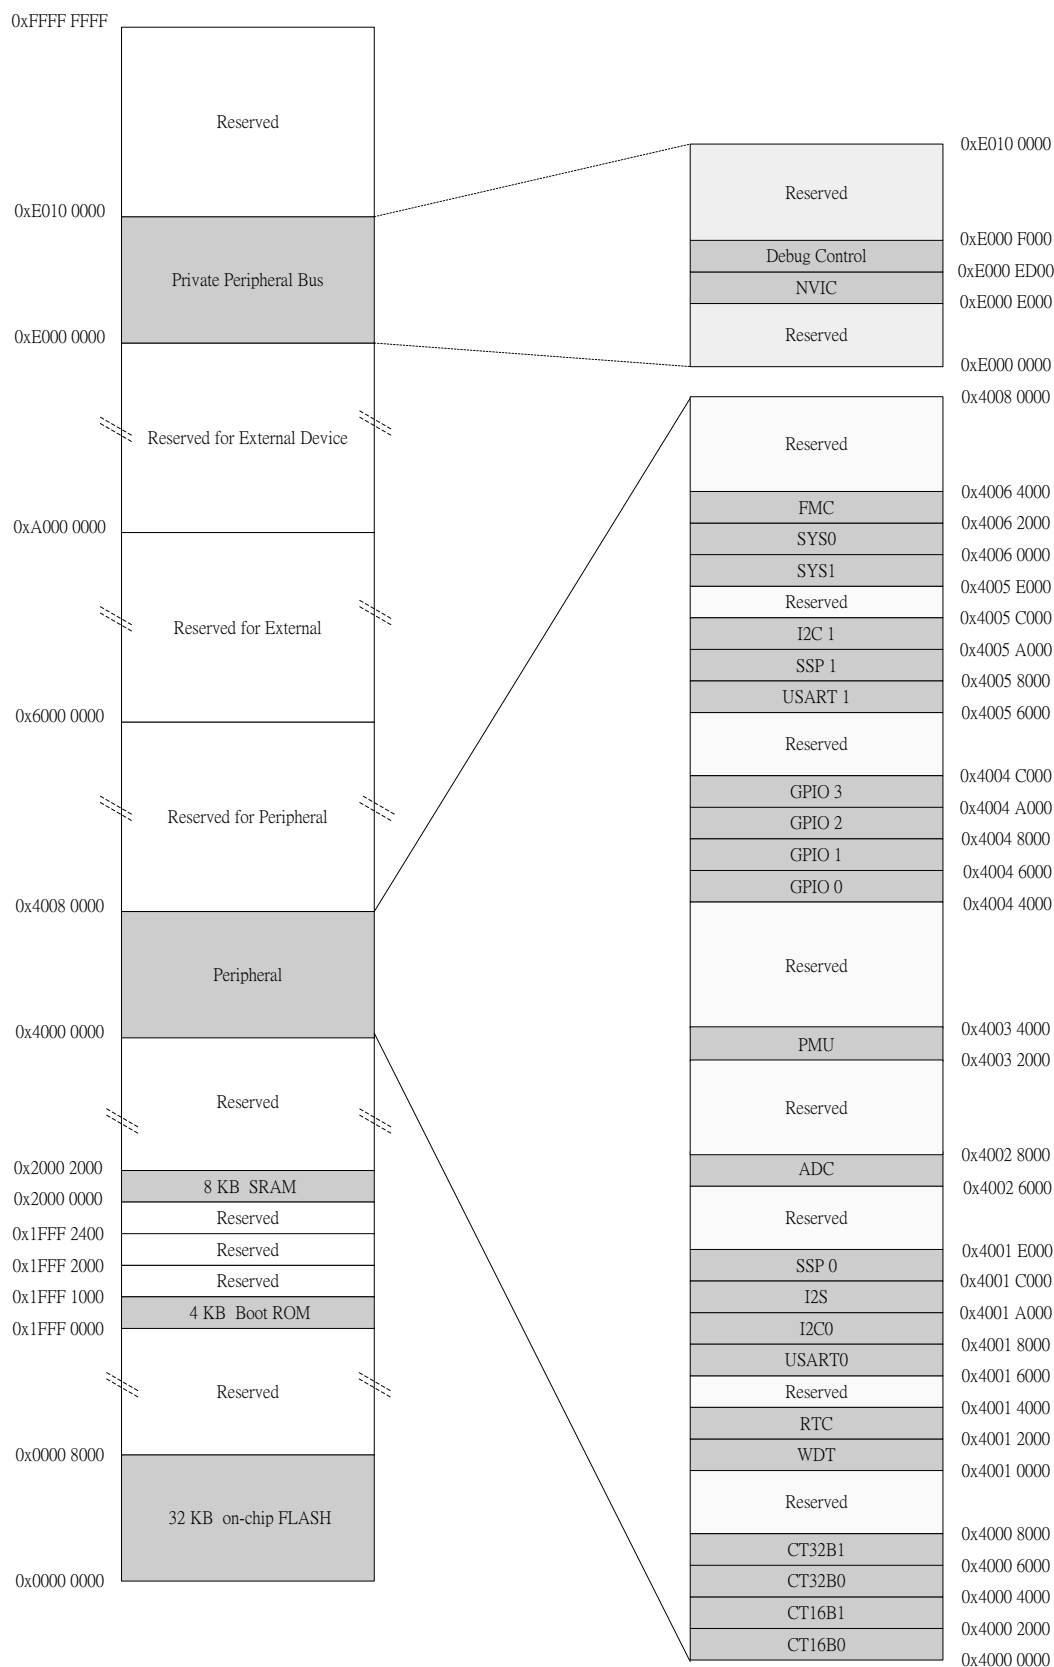 0xFFFF FFFF
Reserved
0xE010 0000
Private Peripheral Bus
0xE000 0000
Reserved for External Device
0xA000 0000
Reserved for External
0x6000 0000
Reserved for Peripheral
0x4008 0000
Peripheral
0x4000 0000
Reserved
0x2000 2000
8 KB SRAM
0x2000 0000
Reserved
0x1FFF 2400
Reserved
0x1FFF 2000
Reserved
0x1FFF 1000
4 KB Boot ROM
0x1FFF 0000
Reserved
0x0000 8000
32 KB on-chip FLASH
0x0000 0000
0xE010 0000
Reserved
0xE000 F000
Debug Control
0xE000 ED00
NVIC
0xE000 E000
Reserved
0xE000 0000
0x4008 0000
Reserved
0x4006 4000
FMC
0x4006 2000
SYS0
0x4006 0000
SYS1
0x4005 E000
Reserved
0x4005 C000
I2C 1
0x4005 A000
SSP 1
0x4005 8000
USART 1
0x4005 6000
Reserved
0x4004 C000
GPIO 3
0x4004 A000
GPIO 2
0x4004 8000
GPIO 1
0x4004 6000
GPIO 0
0x4004 4000
Reserved
0x4003 4000
PMU
0x4003 2000
Reserved
0x4002 8000
ADC
0x4002 6000
Reserved
0x4001 E000
SSP 0
0x4001 C000
I2S
0x4001 A000
I2C0
0x4001 8000
USART0
0x4001 6000
Reserved
0x4001 4000
RTC
0x4001 2000
WDT
0x4001 0000
Reserved
0x4000 8000
CT32B1
0x4000 6000
CT32B0
0x4000 4000
CT16B1
0x4000 2000
CT16B0
0x4000 0000